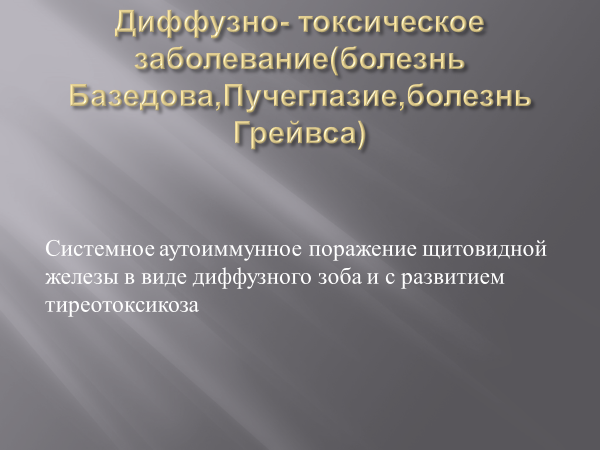 Диффузно- токсическое
заболевание(болезнь
Базедова,Пучеглазие,болезнь
Грейвса)
Системное аутоиммунное поражение щитовидной
железы в виде диффузного зоба и с развитием
тиреотоксикоза